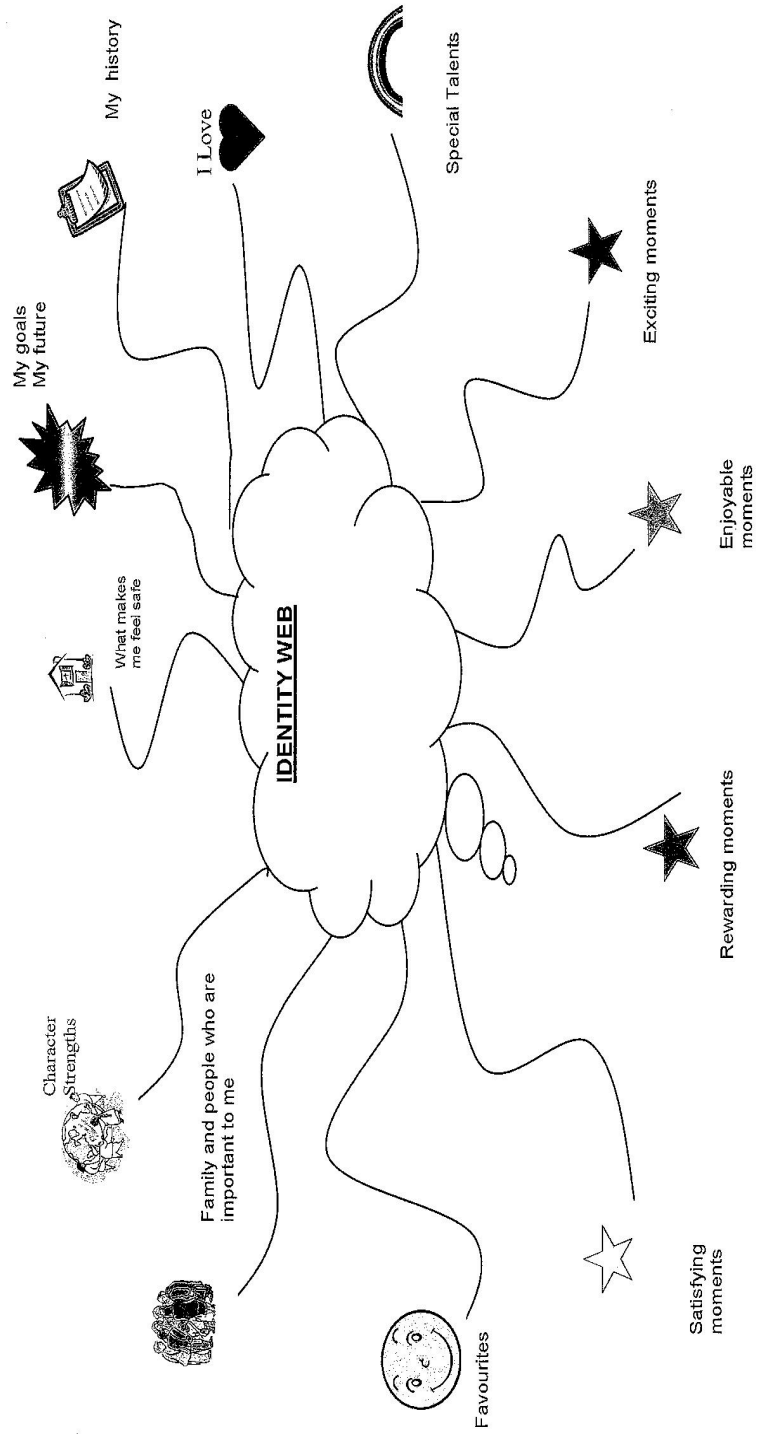 Character
Strengths
What makes
me feel safe
My goals
My future
My history
Family and people who are
important to me
I Love
IDENTITY WEB
Favourites
Special Talents
Satisfying
moments
Rewarding moments
Enjoyable
moments
Exciting moments